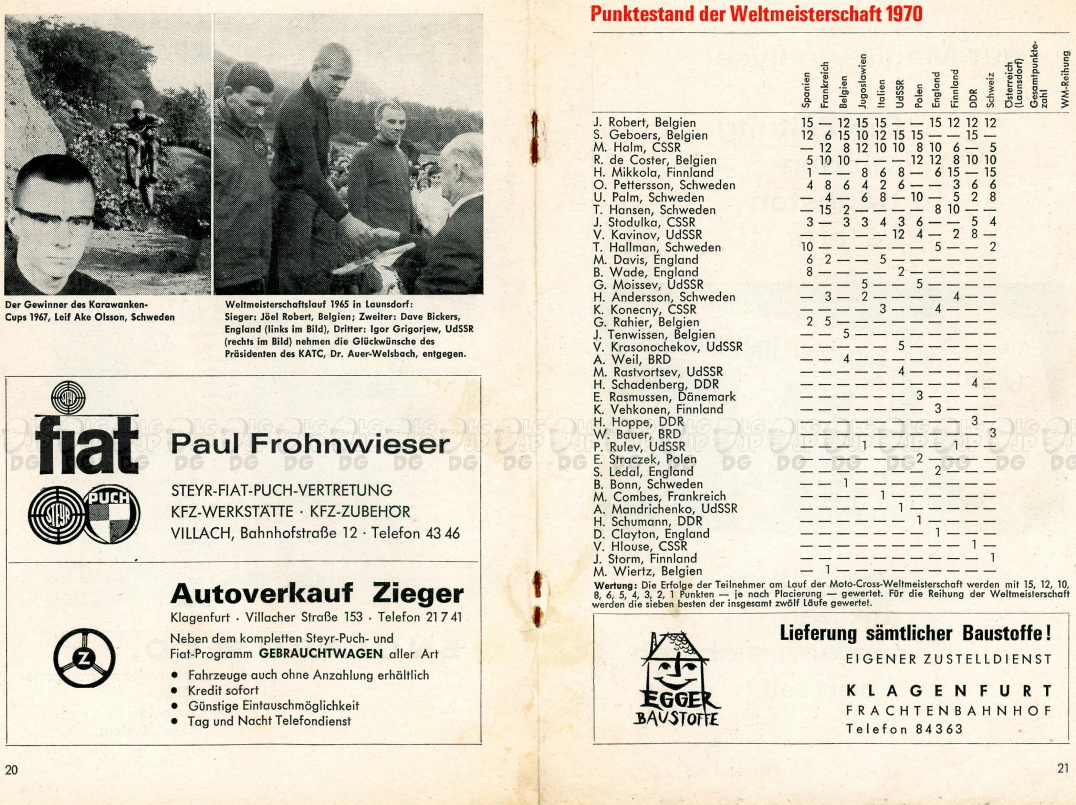 Der Gewinner des Karawanken-
Cups 1967, Leif Ake Olsson, Schweden
Weltmeisterschaftslauf 1965 in Launsdorf:
Sieger: Jöel Robert, Belgien; Zweiter: Dave Bickers,
England (links im Bild), Dritter: Igor Grigorjew, UdSSR
(rechts im Bild) nehmen die Glückwünsche des
Präsidenten des KATC, Dr. Auer-Welsbach, entgegen.
fiat
STEYR
PUCH
Paul Frohnwieser
STEYR-FIAT-PUCH-VERTRETUNG
KFZ-WERKSTÄTTE · KFZ-ZUBEHÖR
VILLACH, Bahnhofstraße 12 · Telefon 43 46
Z
Autoverkauf Zieger
Klagenfurt · Villacher Straße 153 · Telefon 21 7 41
Neben dem kompletten Steyr-Puch- und
Fiat-Programm GEBRAUCHTWAGEN aller Art
● Fahrzeuge auch ohne Anzahlung erhältlich
● Kredit sofort
● Günstige Eintauschmöglichkeit
● Tag und Nacht Telefondienst
20
Punktestand der Weltmeisterschaft 1970
Spanien
Frankreich
Belgien
Jugoslawien
Italien
UdSSR
Polen
England
Finnland
DDR
Schweiz
Österreich
(Launsdorf)
Gesamtpunkte-
zahl
WM-Reihung
J. Robert, Belgien 15 — 12 15 15 — — 15 12 12 12
S. Geboers, Belgien 12 6 15 10 12 15 15 — — 15 —
M. Halm, CSSR — 12 8 12 10 10 8 10 6 — 5
R. de Coster, Belgien 5 10 10 — — — 12 12 8 10 10
H. Mikkola, Finnland 1 — — 8 6 8 — 6 15 — 15
O. Pettersson, Schweden 4 8 6 4 2 6 — — 3 6 6
U. Palm, Schweden — 4 — 6 8 — 10 — 5 2 8
T. Hansen, Schweden — 15 2 — — — — 8 10 — —
J. Stodulka, CSSR 3 — 3 3 4 3 6 — — 5 4
V. Kavinov, UdSSR — — — — — 12 4 — 2 8 —
T. Hallman, Schweden 10 — — — — — — 5 — — 2
M. Davis, England 6 2 — — 5 — — — — — —
B. Wade, England 8 — — — — 2 — — — — —
G. Moissev, UdSSR — — — 5 — — 5 — — — —
H. Andersson, Schweden — 3 — 2 — — — — 4 — —
K. Konecny, CSSR — — — — 3 — — 4 — — —
G. Rahier, Belgien 2 5 — — — — — — — — —
J. Tenwissen, Belgien — — 5 — — — — — — — —
V. Krasonochekov, UdSSR — — — — — 5 — — — — —
A. Weil, BRD — — 4 — — — — — — — —
M. Rastvortsev, UdSSR — — — — — 4 — — — — —
H. Schadenberg, DDR — — — — — — — — — 4 —
E. Rasmussen, Dänemark — — — — — — 3 — — — —
K. Vehkonen, Finnland — — — — — — — 3 — — —
H. Hoppe, DDR — — — — — — — — — 3 —
W. Bauer, BRD — — — — — — — — — — 3
P. Rulev, UdSSR — — — 1 — — — — 1 — —
E. Straczek, Polen — — — — — — 2 — — — —
S. Ledal, England — — — — — — — 2 — — —
B. Bonn, Schweden — — 1 — — — — — — — —
M. Combes, Frankreich — — — — 1 — — — — — —
A. Mandrichenko, UdSSR — — — — — 1 — — — — —
H. Schumann, DDR — — — — — — 1 — — — —
D. Clayton, England — — — — — — — 1 — — —
V. Hlouse, CSSR — — — — — — — — — 1 —
J. Storm, Finnland — — — — — — — — — — 1
M. Wiertz, Belgien — 1 — — — — — — — — —
Wertung: Die Erfolge der Teilnehmer am Lauf der Moto-Cross-Weltmeisterschaft werden mit 15, 12, 10,
8, 6, 5, 4, 3, 2, 1 Punkten — je nach Placierung — gewertet. Für die Reihung der Weltmeisterschaft
werden die sieben besten der insgesamt zwölf Läufe gewertet.
EGGER
BAUSTOFFE
Lieferung sämtlicher Baustoffe!
EIGENER ZUSTELLDIENST
KLAGENFURT
FRACHTENBAHNHOF
Telefon 84363
21